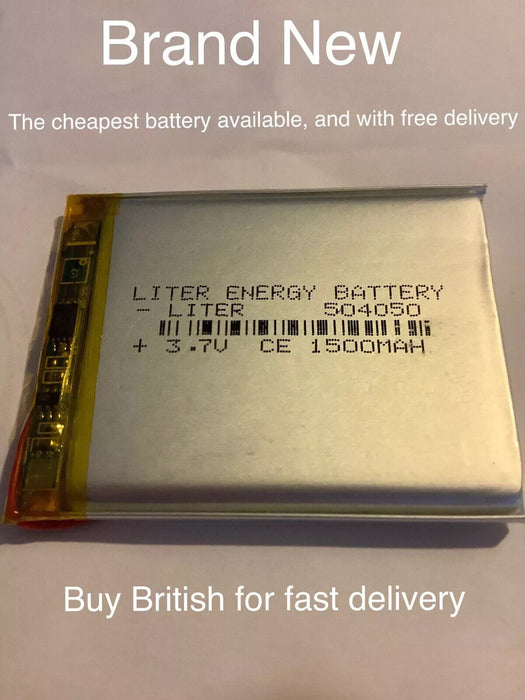 Brand New
The cheapest battery available, and with free delivery
LITER ENERGY BATTERY
- LITER 504050
+ 3.7V CE 1500MAH
Buy British for fast delivery